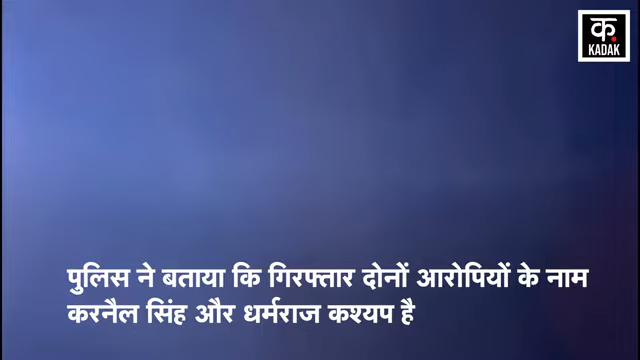 क.
KADAK
पुलिस ने बताया कि गिरफ्तार दोनों आरोपियों के नाम
करनैल सिंह और धर्मराज कश्यप है